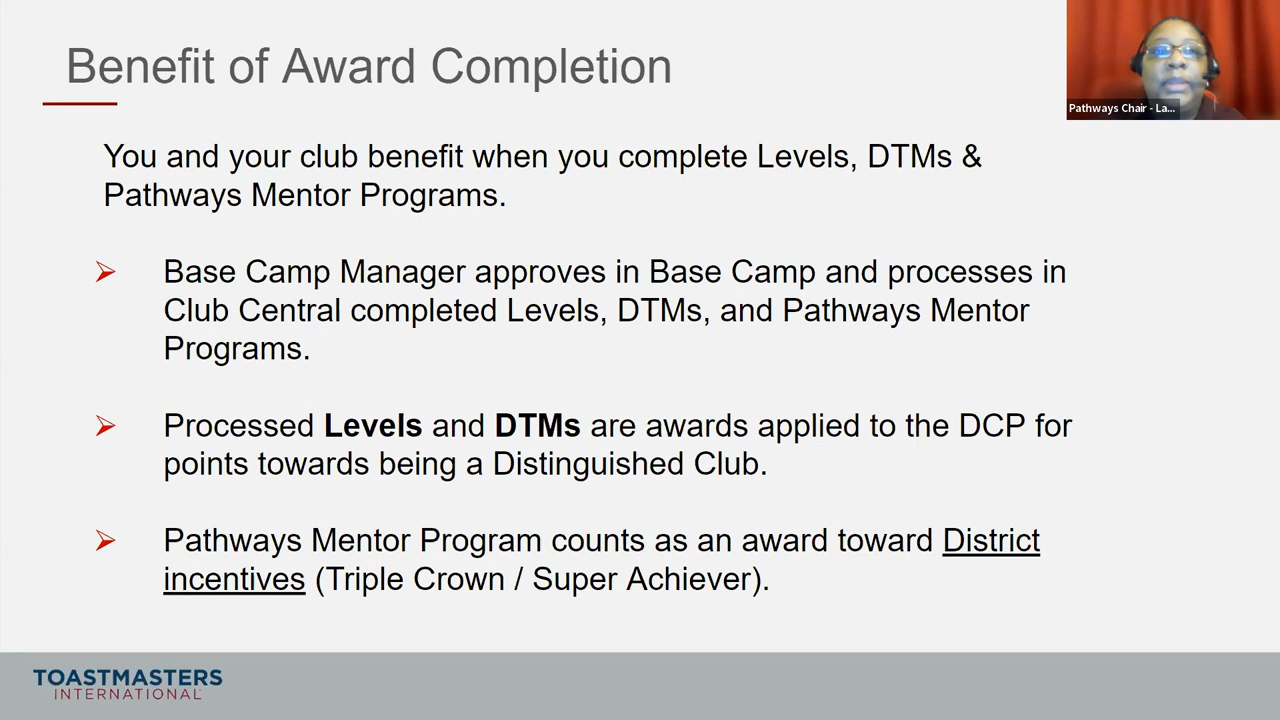 Benefit of Award Completion
Pathways Chair - La...
You and your club benefit when you complete Levels, DTMs &
Pathways Mentor Programs.
Base Camp Manager approves in Base Camp and processes in
Club Central completed Levels, DTMs, and Pathways Mentor
Programs.
Processed Levels and DTMs are awards applied to the DCP for
points towards being a Distinguished Club.
Pathways Mentor Program counts as an award toward District
incentives (Triple Crown / Super Achiever).
TOASTMASTERS
INTERNATIONAL